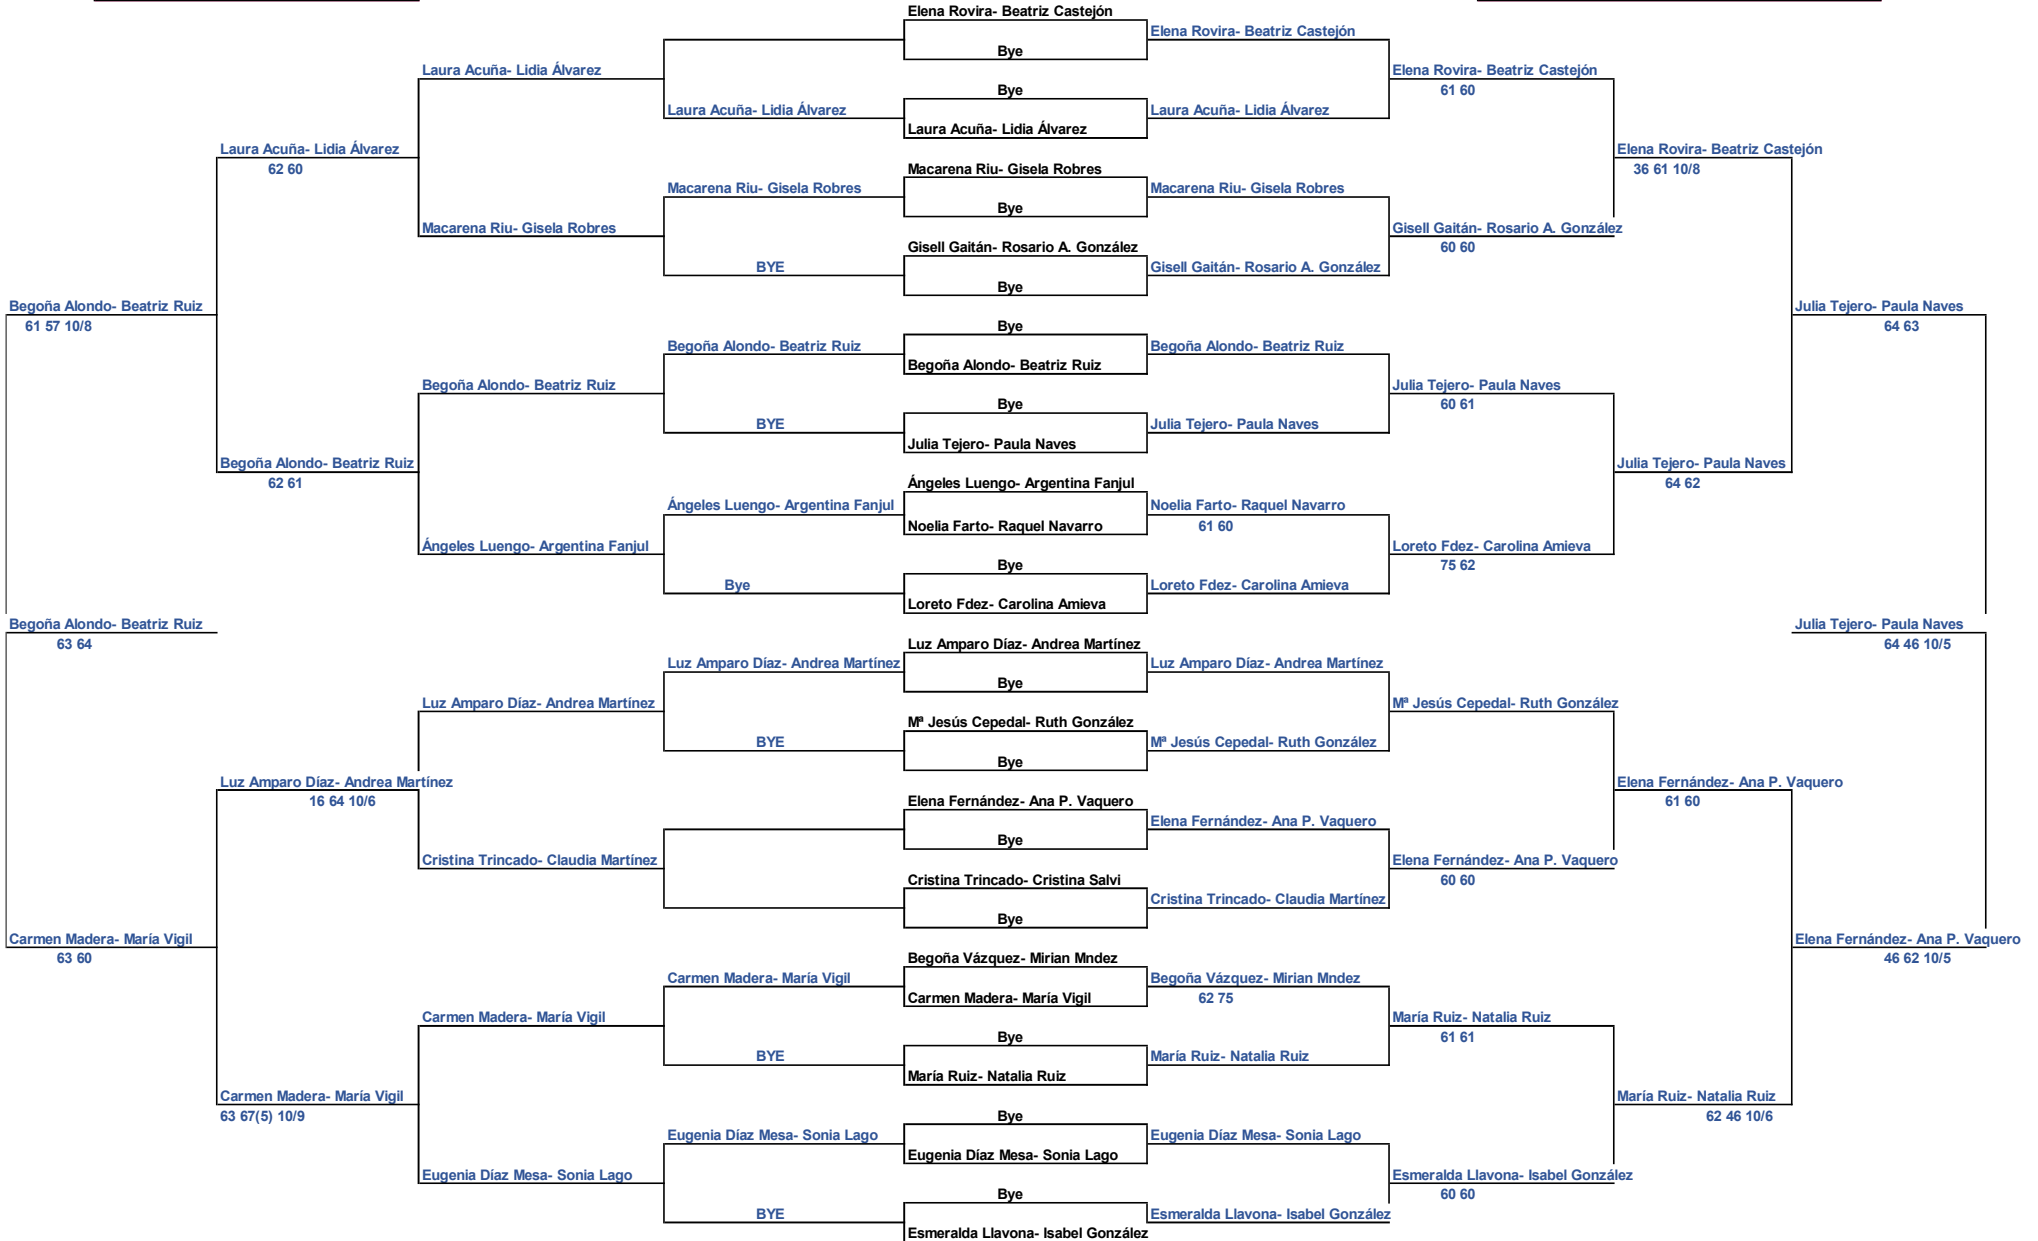 Elena Rovira- Beatriz Castejón
Elena Rovira- Beatriz Castejón
Bye
Laura Acuña- Lidia Álvarez
Elena Rovira- Beatriz Castejón
Bye
61 60
Laura Acuña- Lidia Álvarez
Laura Acuña- Lidia Álvarez
Laura Acuña- Lidia Álvarez
Laura Acuña- Lidia Álvarez
Elena Rovira- Beatriz Castejón
62 60
Macarena Riu- Gisela Robres
36 61 10/8
Macarena Riu- Gisela Robres
Macarena Riu- Gisela Robres
Bye
Macarena Riu- Gisela Robres
Gisell Gaitán- Rosario A. González
Gisell Gaitán- Rosario A. González
60 60
BYE
Gisell Gaitán- Rosario A. González
Bye
Begoña Alondo- Beatriz Ruiz
Julia Tejero- Paula Naves
61 57 10/8
Bye
64 63
Begoña Alondo- Beatriz Ruiz
Begoña Alondo- Beatriz Ruiz
Begoña Alondo- Beatriz Ruiz
Begoña Alondo- Beatriz Ruiz
Julia Tejero- Paula Naves
Bye
60 61
BYE
Julia Tejero- Paula Naves
Julia Tejero- Paula Naves
Begoña Alondo- Beatriz Ruiz
Julia Tejero- Paula Naves
62 61
Ángeles Luengo- Argentina Fanjul
64 62
Ángeles Luengo- Argentina Fanjul
Noelia Farto- Raquel Navarro
Noelia Farto- Raquel Navarro
61 60
Ángeles Luengo- Argentina Fanjul
Loreto Fdez- Carolina Amieva
Bye
75 62
Bye
Loreto Fdez- Carolina Amieva
Loreto Fdez- Carolina Amieva
Begoña Alondo- Beatriz Ruiz
Julia Tejero- Paula Naves
63 64
Luz Amparo Díaz- Andrea Martínez
64 46 10/5
Luz Amparo Díaz- Andrea Martínez
Luz Amparo Díaz- Andrea Martínez
Bye
Luz Amparo Díaz- Andrea Martínez
Mª Jesús Cepedal- Ruth González
Mª Jesús Cepedal- Ruth González
BYE
Mª Jesús Cepedal- Ruth González
Bye
Luz Amparo Díaz- Andrea Martínez
Elena Fernández- Ana P. Vaquero
16 64 10/6
Elena Fernández- Ana P. Vaquero
61 60
Elena Fernández- Ana P. Vaquero
Bye
Cristina Trincado- Claudia Martínez
Elena Fernández- Ana P. Vaquero
Cristina Trincado- Cristina Salvi
60 60
Cristina Trincado- Claudia Martínez
Bye
Carmen Madera- María Vigil
Elena Fernández- Ana P. Vaquero
63 60
Begoña Vázquez- Mirian Mndez
46 62 10/5
Carmen Madera- María Vigil
Begoña Vázquez- Mirian Mndez
Carmen Madera- María Vigil
62 75
Carmen Madera- María Vigil
María Ruiz- Natalia Ruiz
Bye
61 61
BYE
María Ruiz- Natalia Ruiz
María Ruiz- Natalia Ruiz
Carmen Madera- María Vigil
María Ruiz- Natalia Ruiz
63 67(5) 10/9
Bye
62 46 10/6
Eugenia Díaz Mesa- Sonia Lago
Eugenia Díaz Mesa- Sonia Lago
Eugenia Díaz Mesa- Sonia Lago
Eugenia Díaz Mesa- Sonia Lago
Esmeralda Llavona- Isabel González
Bye
60 60
BYE
Esmeralda Llavona- Isabel González
Esmeralda Llavona- Isabel González